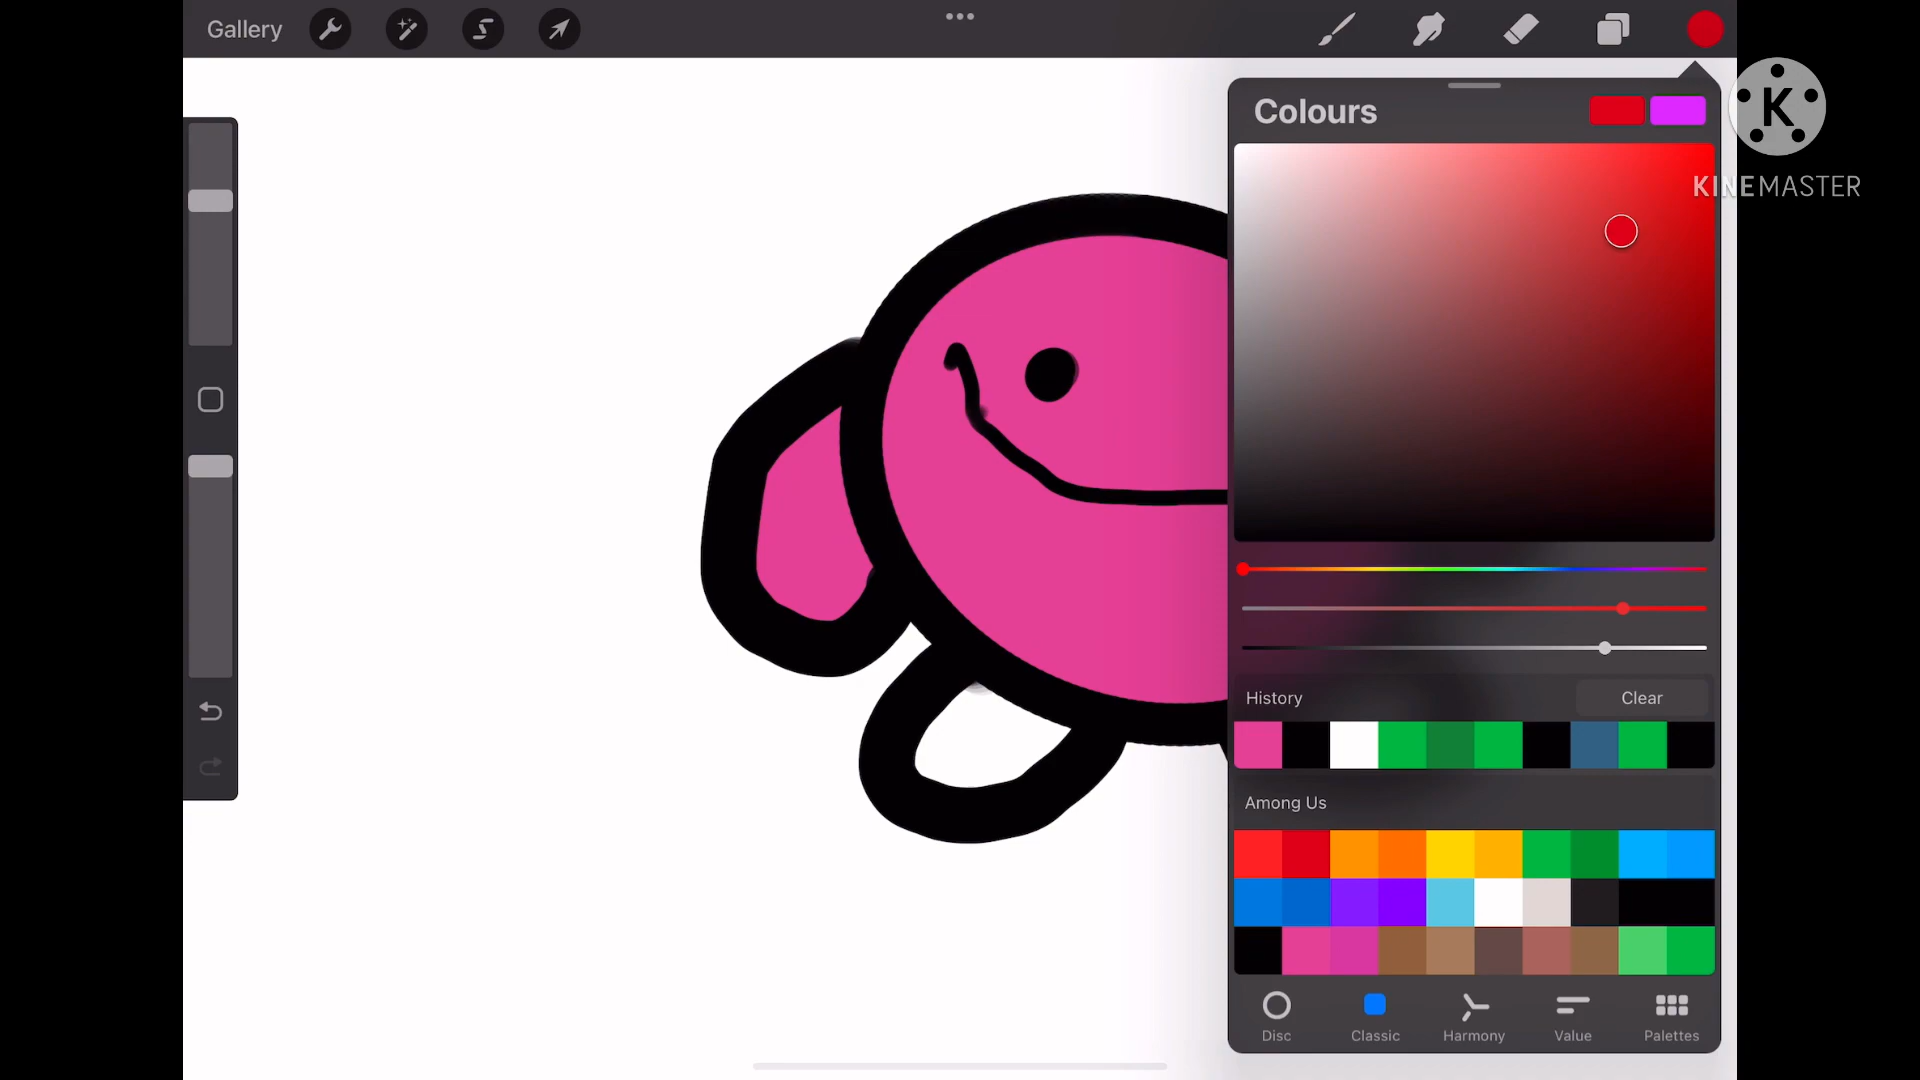 Gallery
Colours
K
KINEMASTER
History
Clear
Among Us
Disc
Classic
Harmony
Value
Palettes